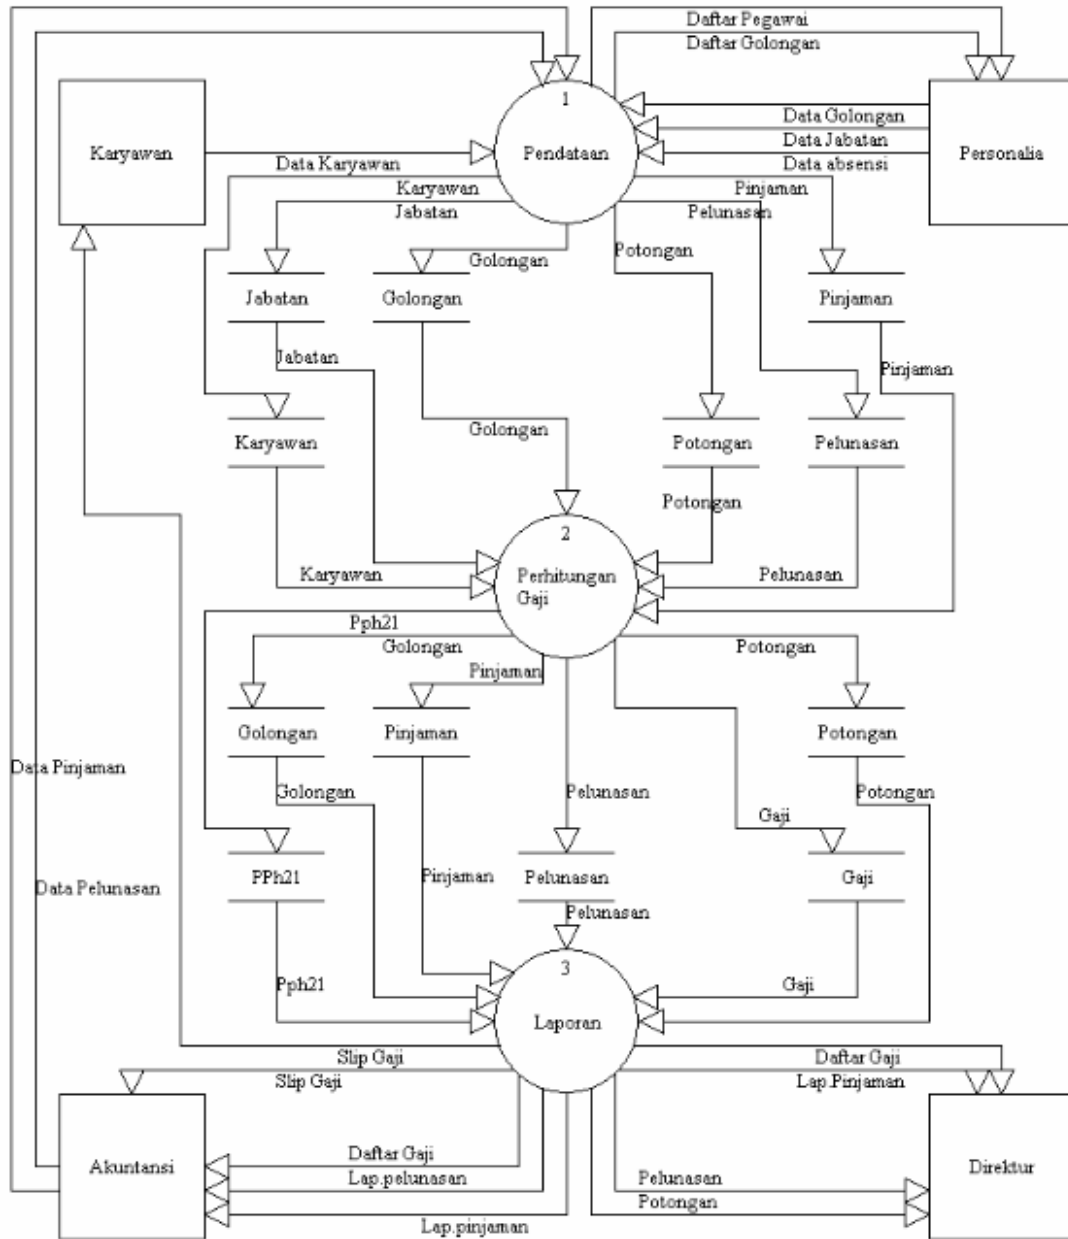 Daftar Pegawai
Daftar Golongan
1
Data Golongan
Karyawan
Pendataan
Data Jabatan
Personalia
Data Karyawan
Data absensi
Karyawan
Pinjaman
Jabatan
Pelunasan
Golongan
Potongan
Jabatan
Golongan
Pinjaman
Jabatan
Pinjaman
Golongan
Karyawan
Potongan
Pelunasan
Potongan
2
Karyawan
Perhitungan
Gaji
Pelunasan
Pph21
Golongan
Potongan
Pinjaman
Golongan
Pinjaman
Potongan
Data Pinjaman
Golongan
Pelunasan
Potongan
Gaji
PPh21
Pinjaman
Pelunasan
Gaji
Data Pelunasan
Pelunasan
3
Pph21
Gaji
Laporan
Slip Gaji
Daftar Gaji
Slip Gaji
Lap.Pinjaman
Daftar Gaji
Akuntansi
Direktur
Lap.pelunasan
Pelunasan
Potongan
Lap.pinjaman